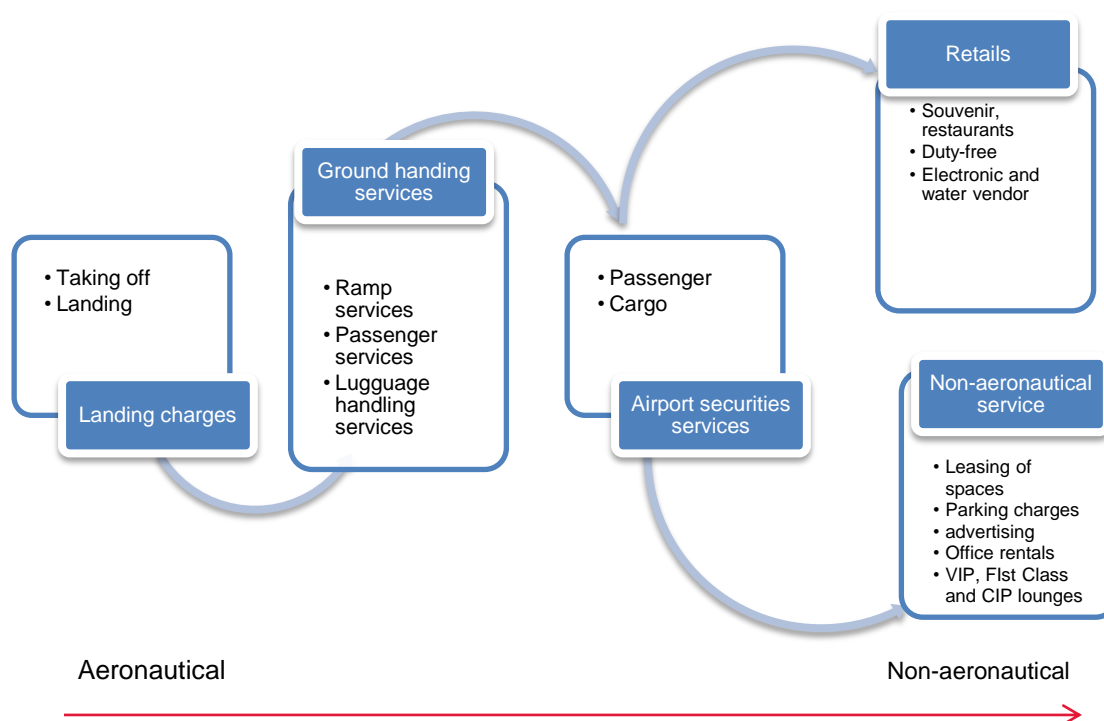 Landing charges
• Taking off
• Landing
Ground handing
services
• Ramp
services
• Passenger
services
• Lugguage
handling
services
Airport securities
services
• Passenger
• Cargo
Retails
• Souvenir,
restaurants
• Duty-free
• Electronic and
water vendor
Non-aeronautical
service
• Leasing of
spaces
• Parking charges
• advertising
• Office rentals
• VIP, FIst Class
and CIP lounges
Aeronautical
Non-aeronautical